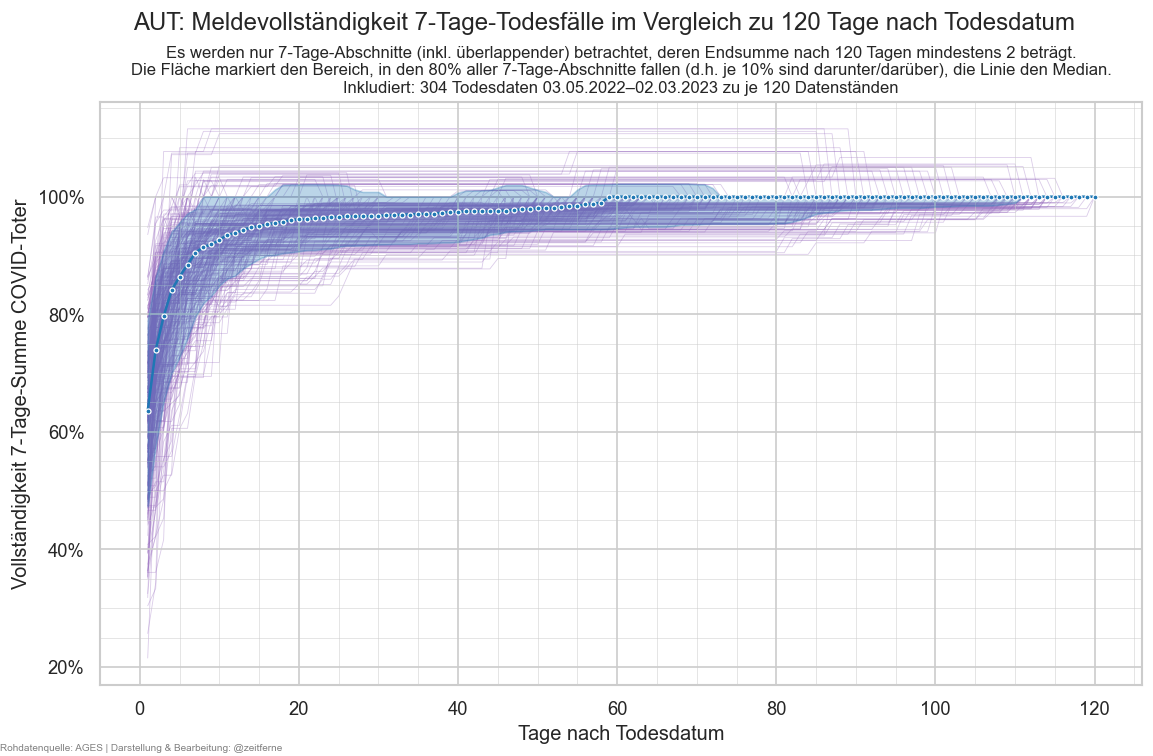 AUT: Meldevollständigkeit 7-Tage-Todesfälle im Vergleich zu 120 Tage nach Todesdatum
Es werden nur 7-Tage-Abschnitte (inkl. überlappender) betrachtet, deren Endsumme nach 120 Tagen mindestens 2 beträgt.
Die Fläche markiert den Bereich, in den 80% aller 7-Tage-Abschnitte fallen (d.h. je 10% sind darunter/darüber), die Linie den Median.
Inkludiert: 304 Todesdaten 03.05.2022–02.03.2023 zu je 120 Datenständen
Vollständigkeit 7-Tage-Summe COVID-Toter
100%
80%
60%
40%
20%
0 20 40 60 80 100 120
Tage nach Todesdatum
Rohdatenquelle: AGES | Darstellung & Bearbeitung: @zeitferne